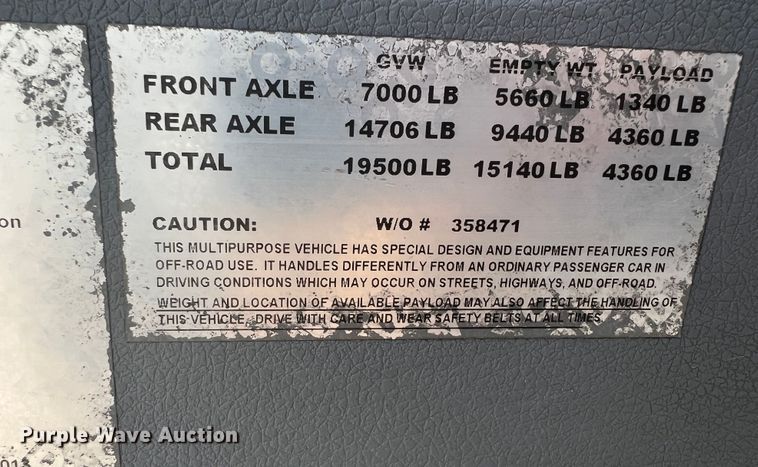 GVW EMPTY WT PAYLOAD
FRONT AXLE 7000 LB 5660 LB 1340 LB
REAR AXLE 14706 LB 9440 LB 4360 LB
TOTAL 19500 LB 15140 LB 4360 LB
CAUTION: W/O # 358471
THIS MULTIPURPOSE VEHICLE HAS SPECIAL DESIGN AND EQUIPMENT FEATURES FOR
OFF-ROAD USE. IT HANDLES DIFFERENTLY FROM AN ORDINARY PASSENGER CAR IN
DRIVING CONDITIONS WHICH MAY OCCUR ON STREETS, HIGHWAYS, AND OFF-ROAD.
WEIGHT AND LOCATION OF AVAILABLE PAYLOAD MAY ALSO AFFECT THE HANDLING OF
THIS VEHICLE. DRIVE WITH CARE AND WEAR SAFETY BELTS AT ALL TIMES
on
Purple Wave Auction